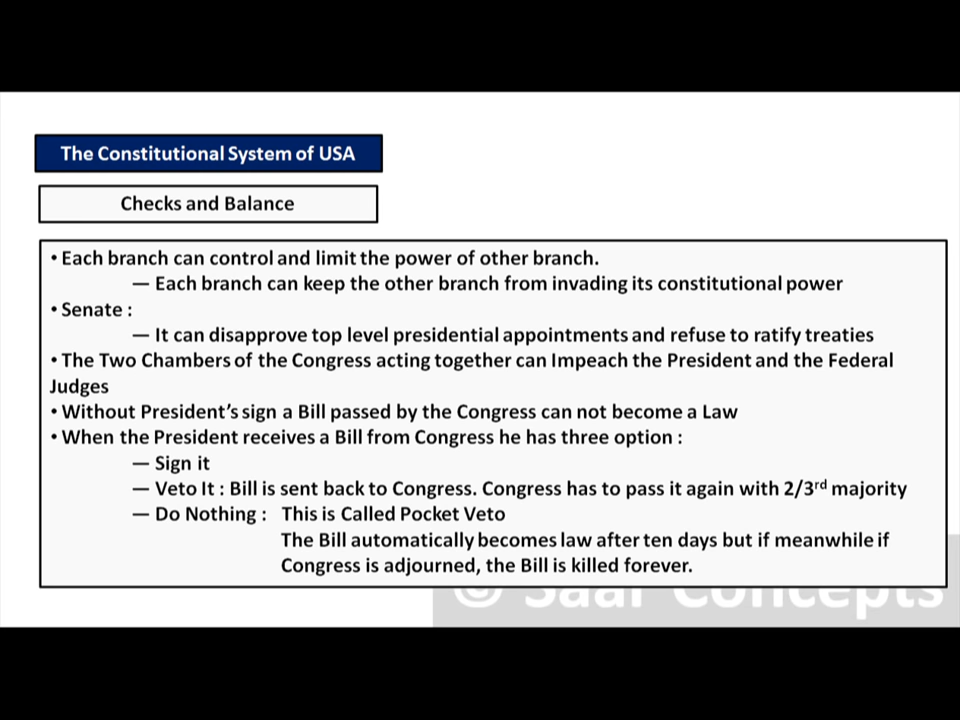 The Constitutional System of USA
Checks and Balance
• Each branch can control and limit the power of other branch.
— Each branch can keep the other branch from invading its constitutional power
• Senate :
— It can disapprove top level presidential appointments and refuse to ratify treaties
• The Two Chambers of the Congress acting together can Impeach the President and the Federal
Judges
• Without President's sign a Bill passed by the Congress can not become a Law
• When the President receives a Bill from Congress he has three option :
— Sign it
— Veto It : Bill is sent back to Congress. Congress has to pass it again with 2/3rd majority
— Do Nothing : This is Called Pocket Veto
The Bill automatically becomes law after ten days but if meanwhile if
Congress is adjourned, the Bill is killed forever.
© Saar Concepts